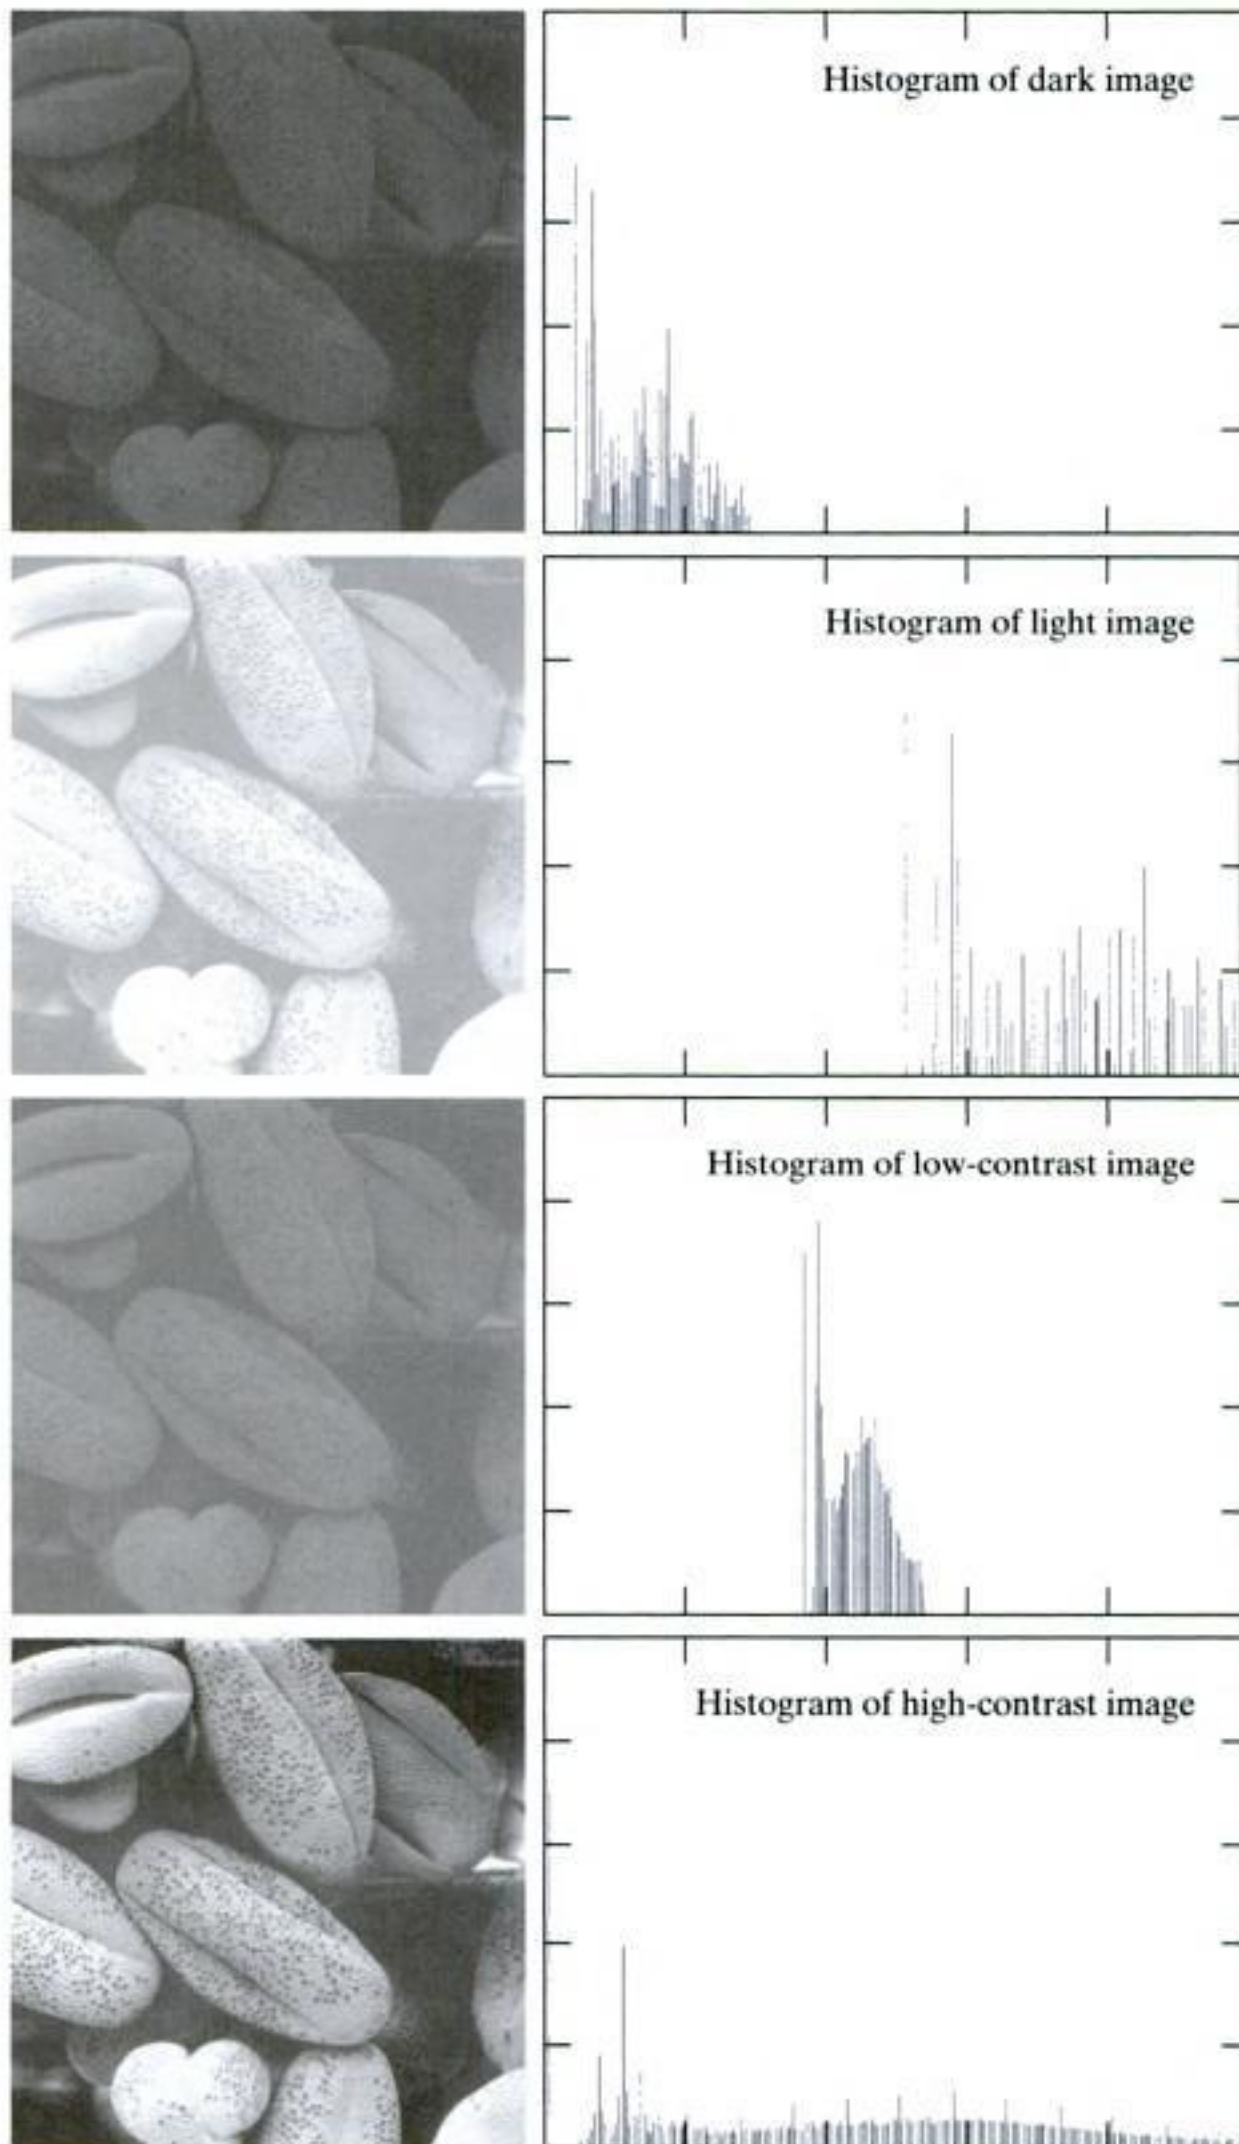 Histogram of dark image
Histogram of light image
Histogram of low-contrast image
Histogram of high-contrast image